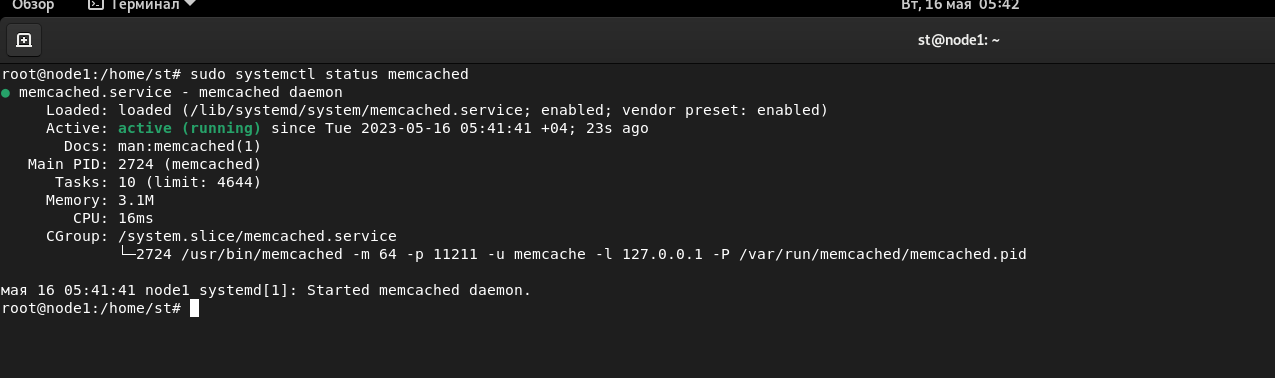 Обзор Терминал Вт, 16 мая 05:42
st@node1: ~
root@node1:/home/st# sudo systemctl status memcached
● memcached.service - memcached daemon
Loaded: loaded (/lib/systemd/system/memcached.service; enabled; vendor preset: enabled)
Active: active (running) since Tue 2023-05-16 05:41:41 +04; 23s ago
Docs: man:memcached(1)
Main PID: 2724 (memcached)
Tasks: 10 (limit: 4644)
Memory: 3.1M
CPU: 16ms
CGroup: /system.slice/memcached.service
└─2724 /usr/bin/memcached -m 64 -p 11211 -u memcache -l 127.0.0.1 -P /var/run/memcached/memcached.pid
мая 16 05:41:41 node1 systemd[1]: Started memcached daemon.
root@node1:/home/st#